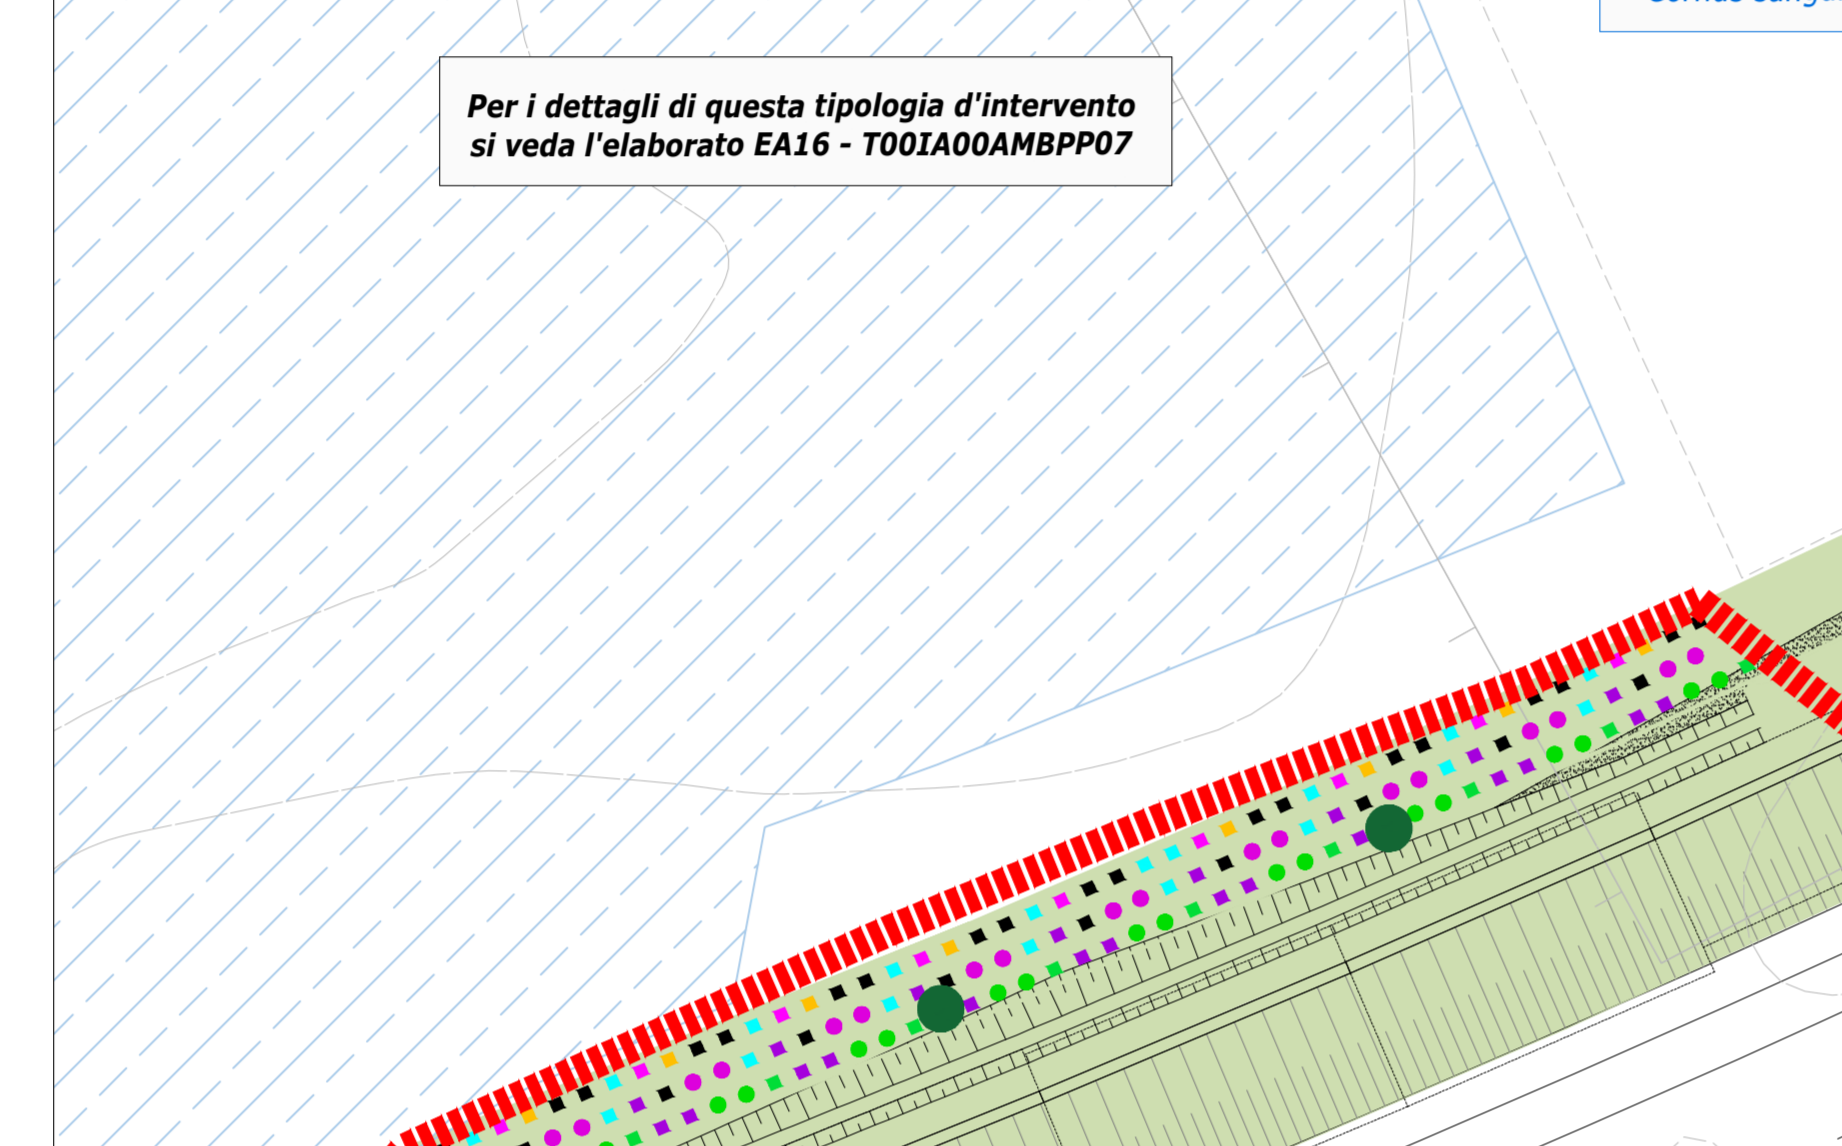 Per i dettagli di questa tipologia d'intervento
si veda l'elaborato EA16 - T00IA00AMBPP07